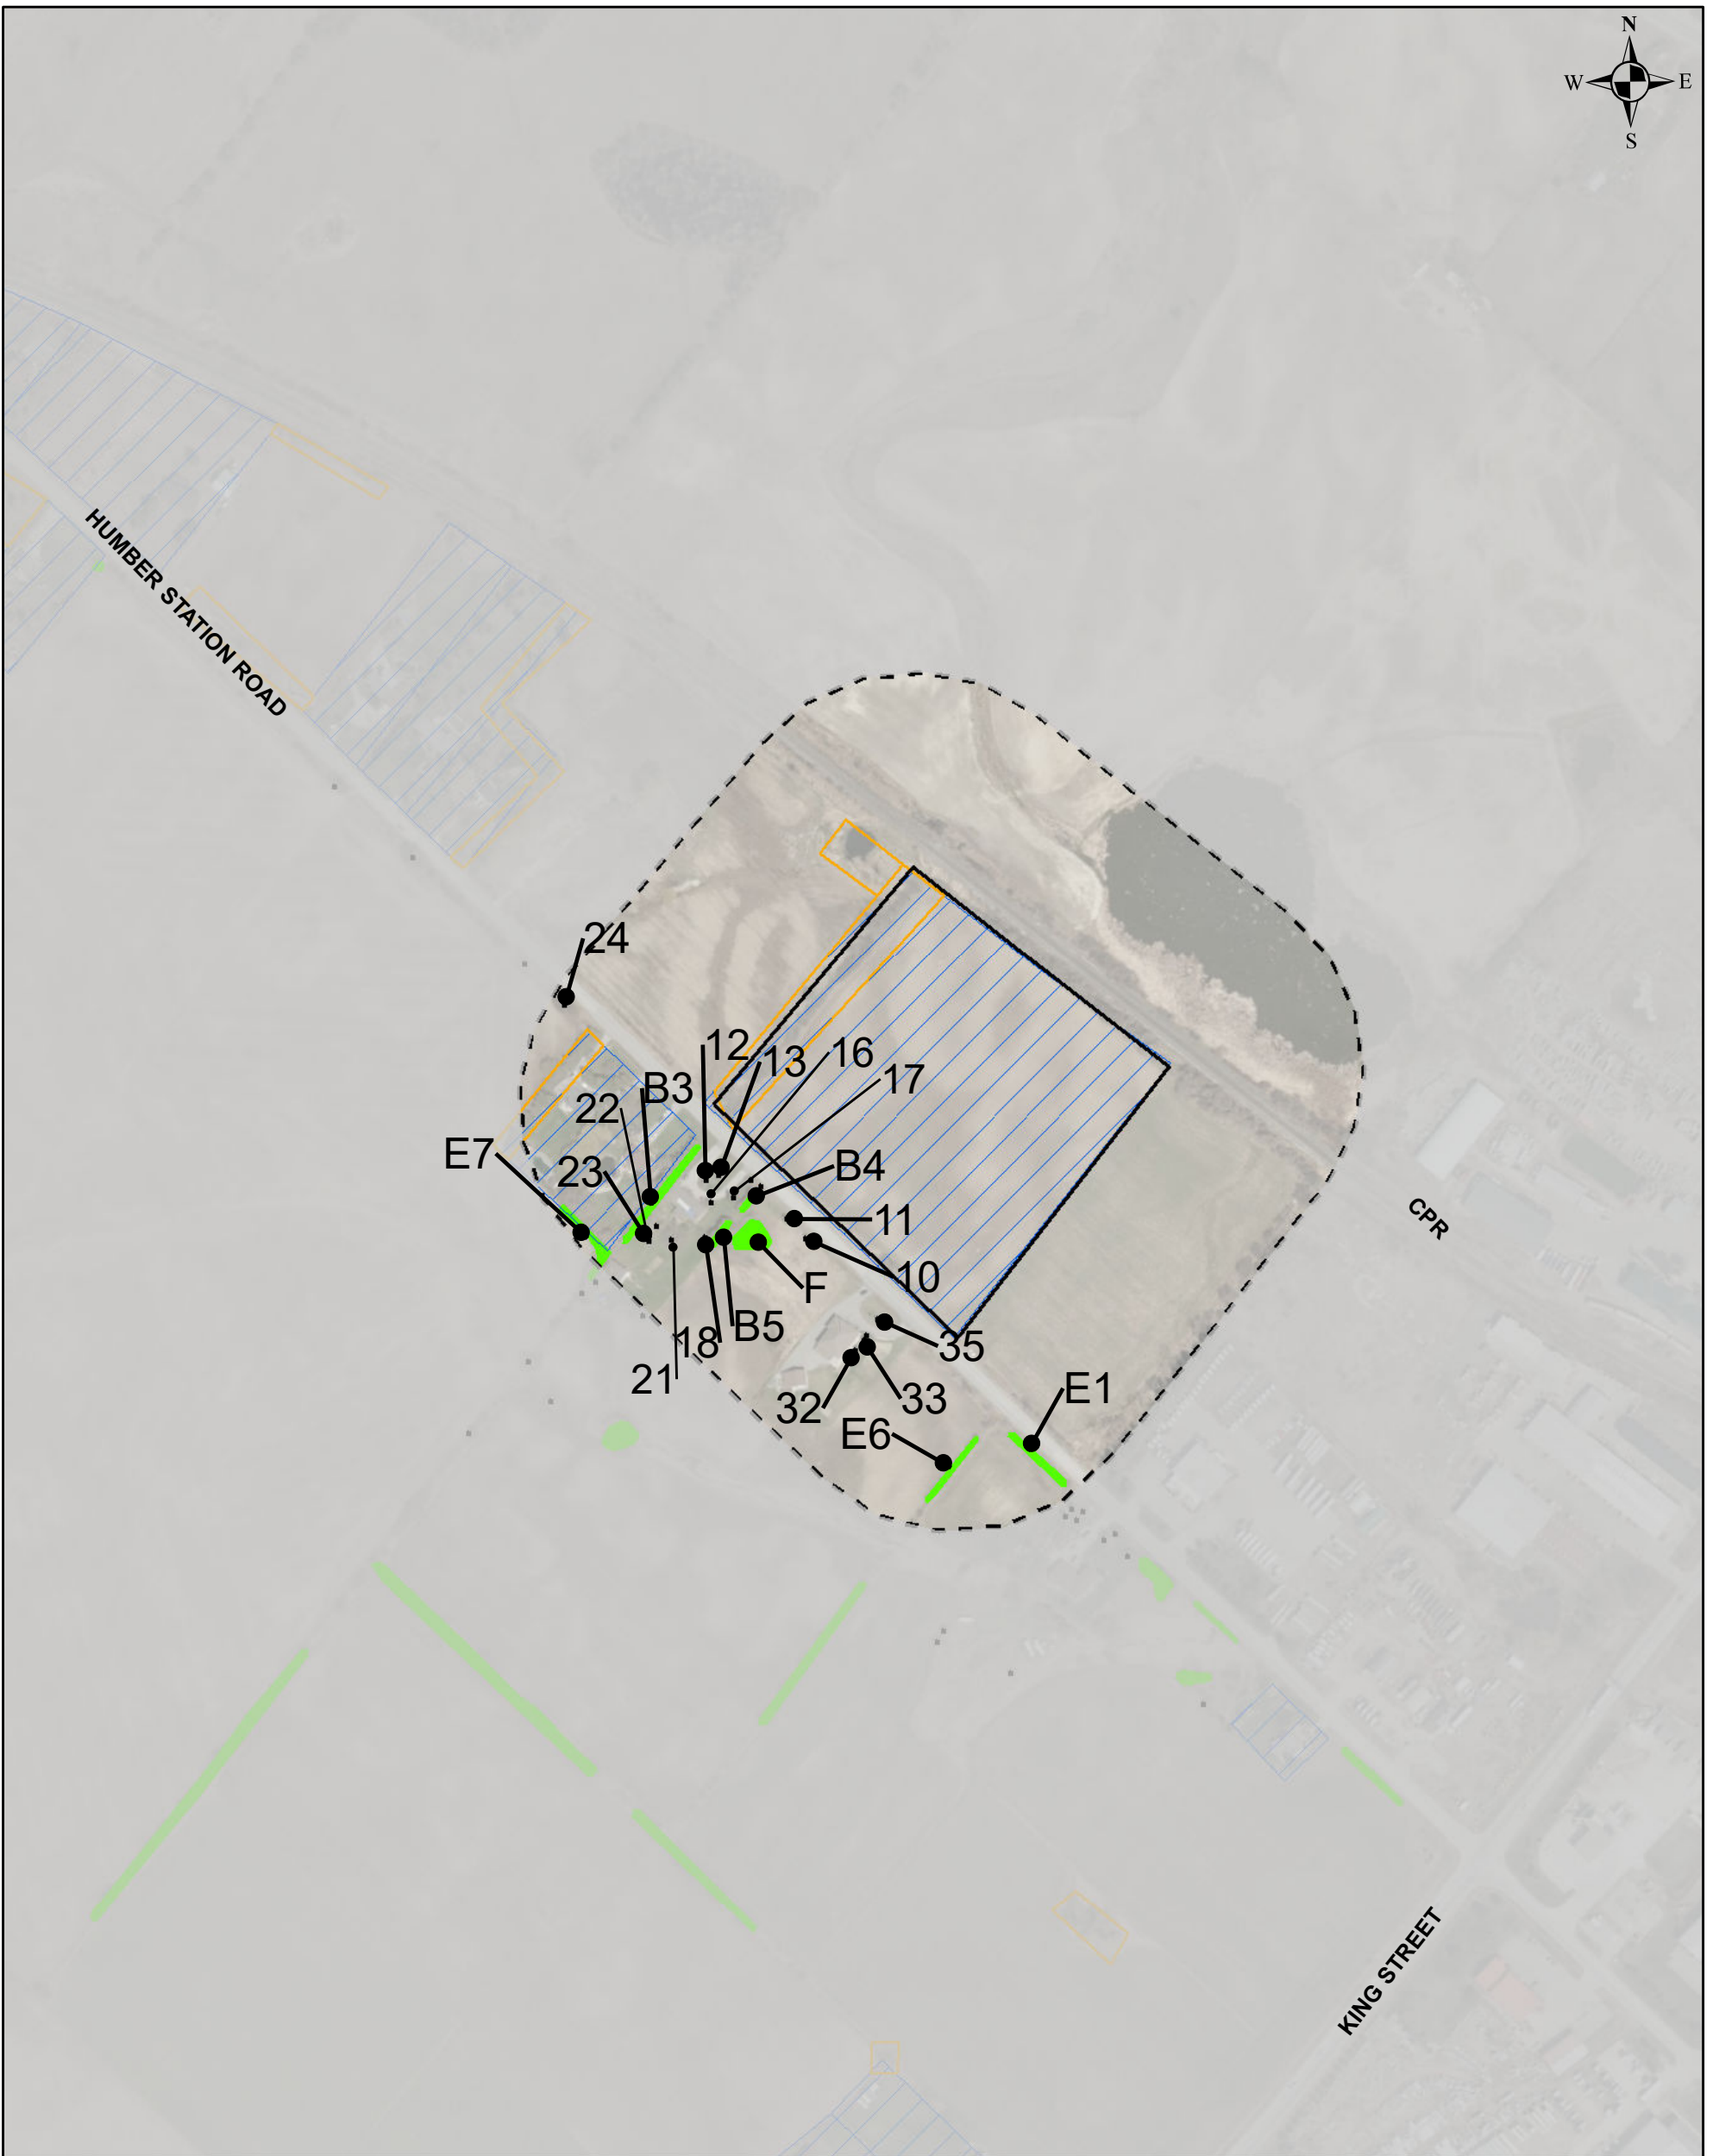 N
W E
S
HUMBER STATION ROAD
24
12
13
16
17
B3
22
E7
23
B4
11
10
F
B5
18
21
35
33
32
E1
E6
CPR
KING STREET